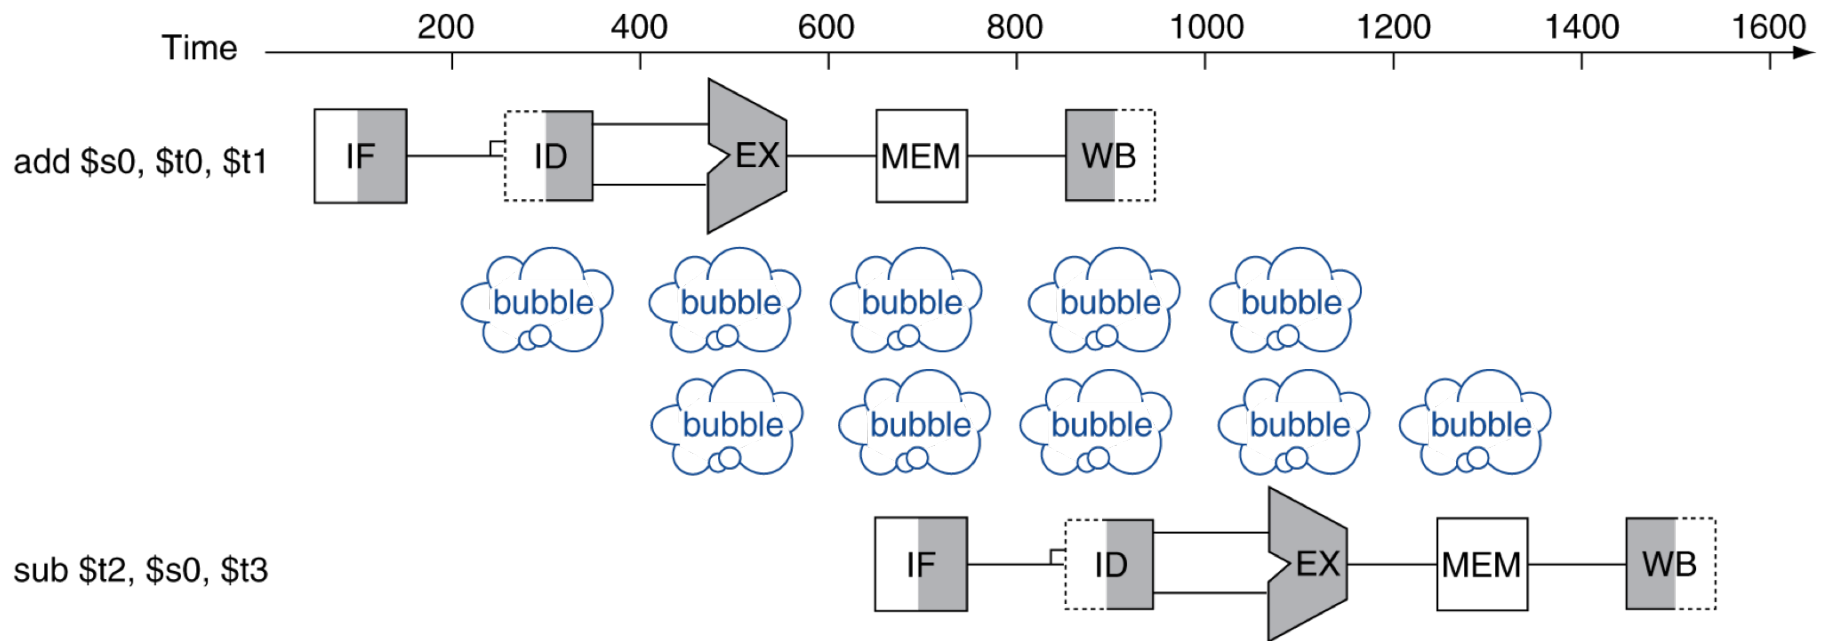 200 400 600 800 1000 1200 1400 1600
Time
add $s0, $t0, $t1 IF ID EX MEM WB
bubble bubble bubble bubble bubble
bubble bubble bubble bubble bubble
sub $t2, $s0, $t3 IF ID EX MEM WB